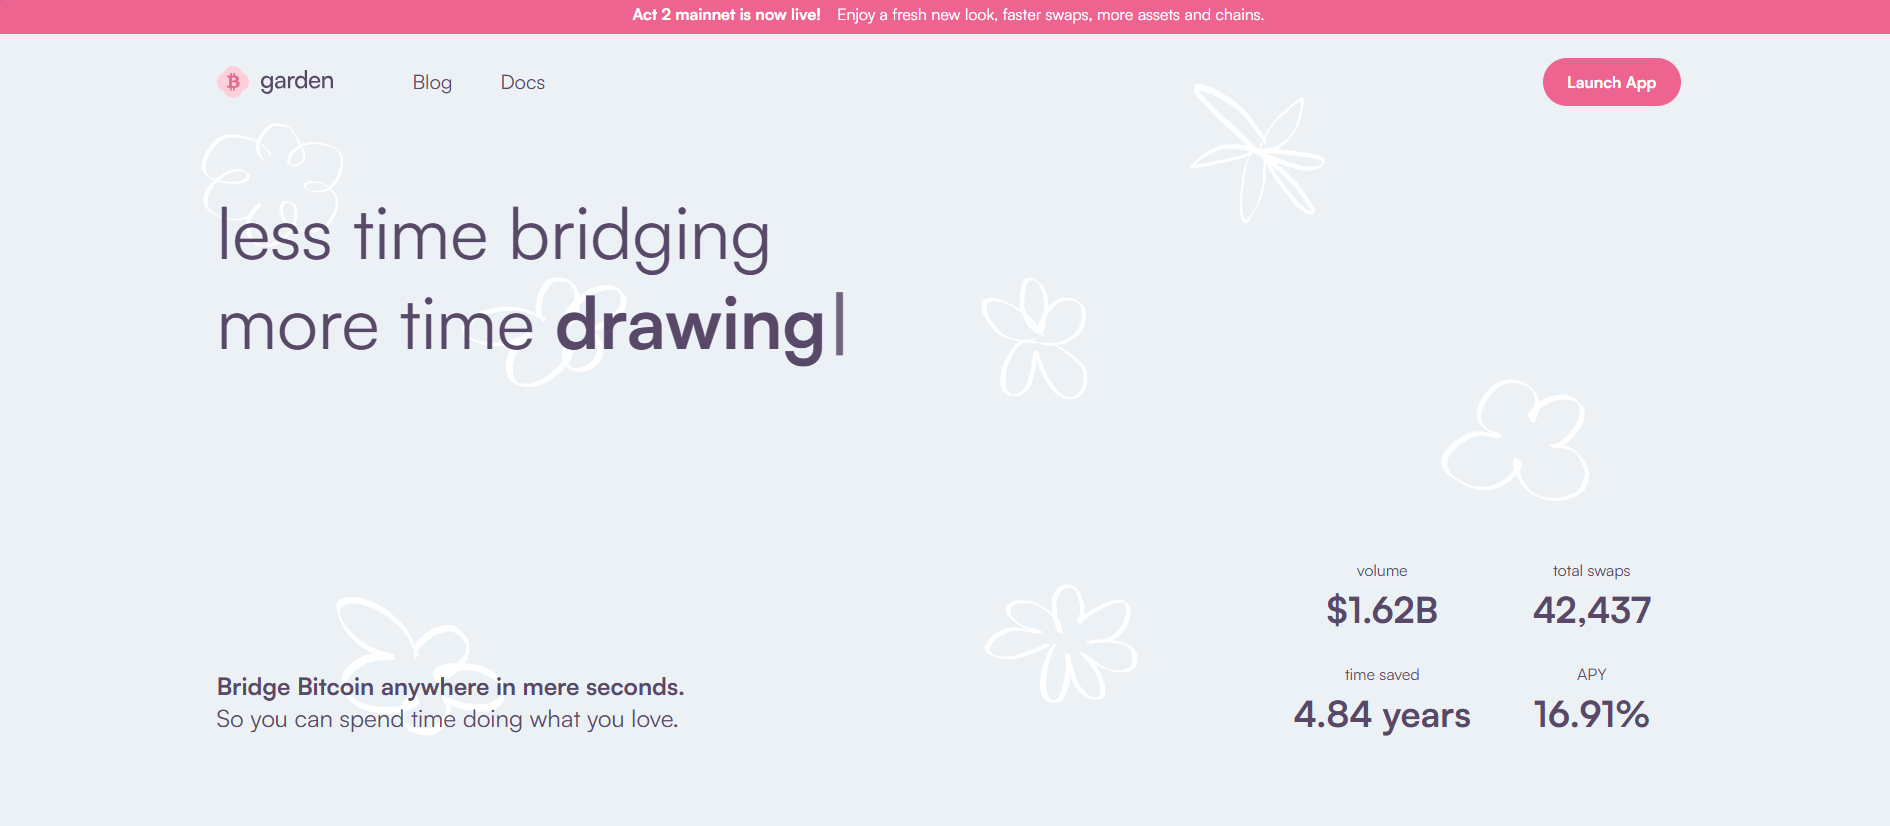 Act 2 mainnet is now live! Enjoy a fresh new look, faster swaps, more assets and chains.
garden Blog Docs Launch App
less time bridging
more time drawing
volume total swaps
$1.62B 42,437
time saved APY
4.84 years 16.91%
Bridge Bitcoin anywhere in mere seconds.
So you can spend time doing what you love.